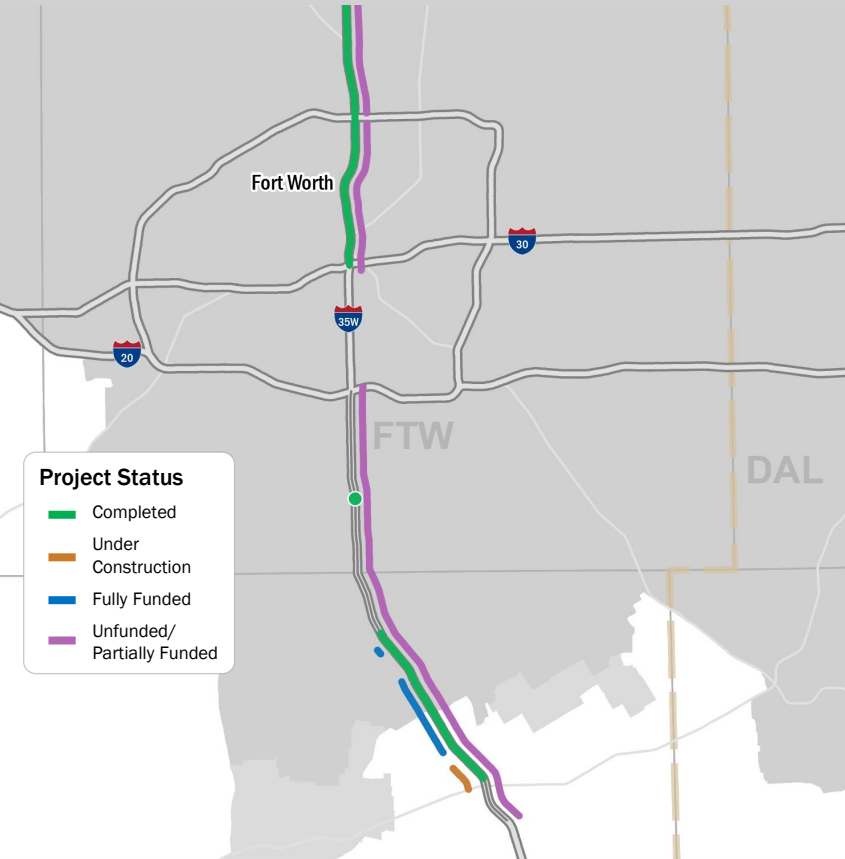 Fort Worth
30
35W
20
FTW
DAL
Project Status
Completed
Under
Construction
Fully Funded
Unfunded/
Partially Funded